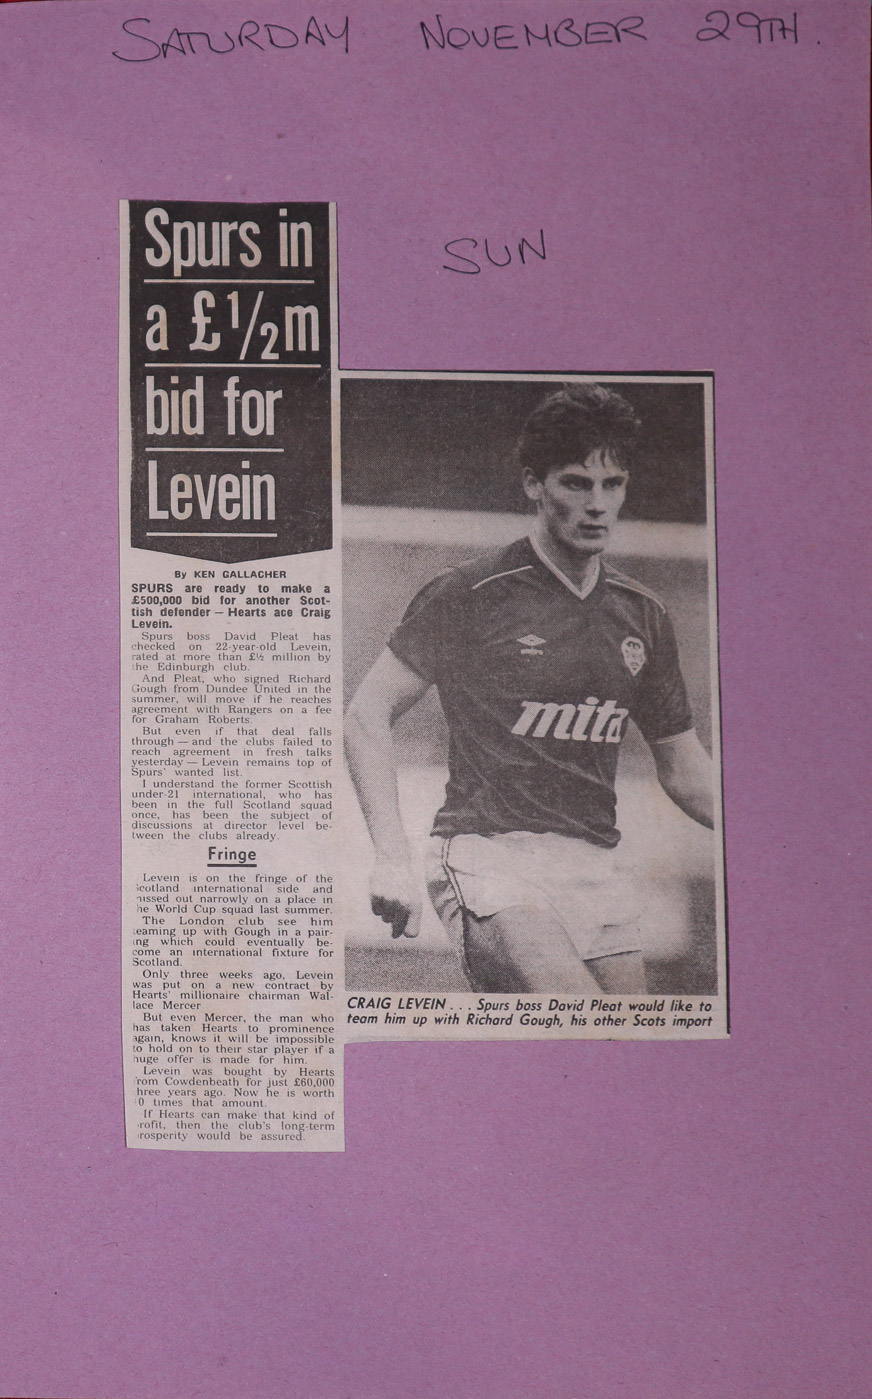 SATURDAY NOVEMBER 29TH.
SUN
Spurs in
a £½m
bid for
Levein
By KEN GALLACHER
SPURS are ready to make a
£500,000 bid for another Scot-
tish defender — Hearts ace Craig
Levein.
Spurs boss David Pleat has
checked on 22-year-old Levein,
rated at more than £½ million by
the Edinburgh club.
And Pleat, who signed Richard
Gough from Dundee United in the
summer, will move if he reaches
agreement with Rangers on a fee
for Graham Roberts.
But even if that deal falls
through — and the clubs failed to
reach agreement in fresh talks
yesterday — Levein remains top of
Spurs' wanted list.
I understand the former Scottish
under-21 international, who has
been in the full Scotland squad
once, has been the subject of
discussions at director level be-
tween the clubs already.
Fringe
Levein is on the fringe of the
Scotland international side and
missed out narrowly on a place in
he World Cup squad last summer.
The London club see him
teaming up with Gough in a pair-
ing which could eventually be-
come an international fixture for
Scotland.
Only three weeks ago, Levein
was put on a new contract by
Hearts' millionaire chairman Wal-
lace Mercer
But even Mercer, the man who
has taken Hearts to prominence
again, knows it will be impossible
to hold on to their star player if a
huge offer is made for him.
Levein was bought by Hearts
from Cowdenbeath for just £60,000
hree years ago. Now he is worth
0 times that amount.
If Hearts can make that kind of
rofit, then the club's long-term
rosperity would be assured.
umbro
mita
CRAIG LEVEIN . . . Spurs boss David Pleat would like to
team him up with Richard Gough, his other Scots import